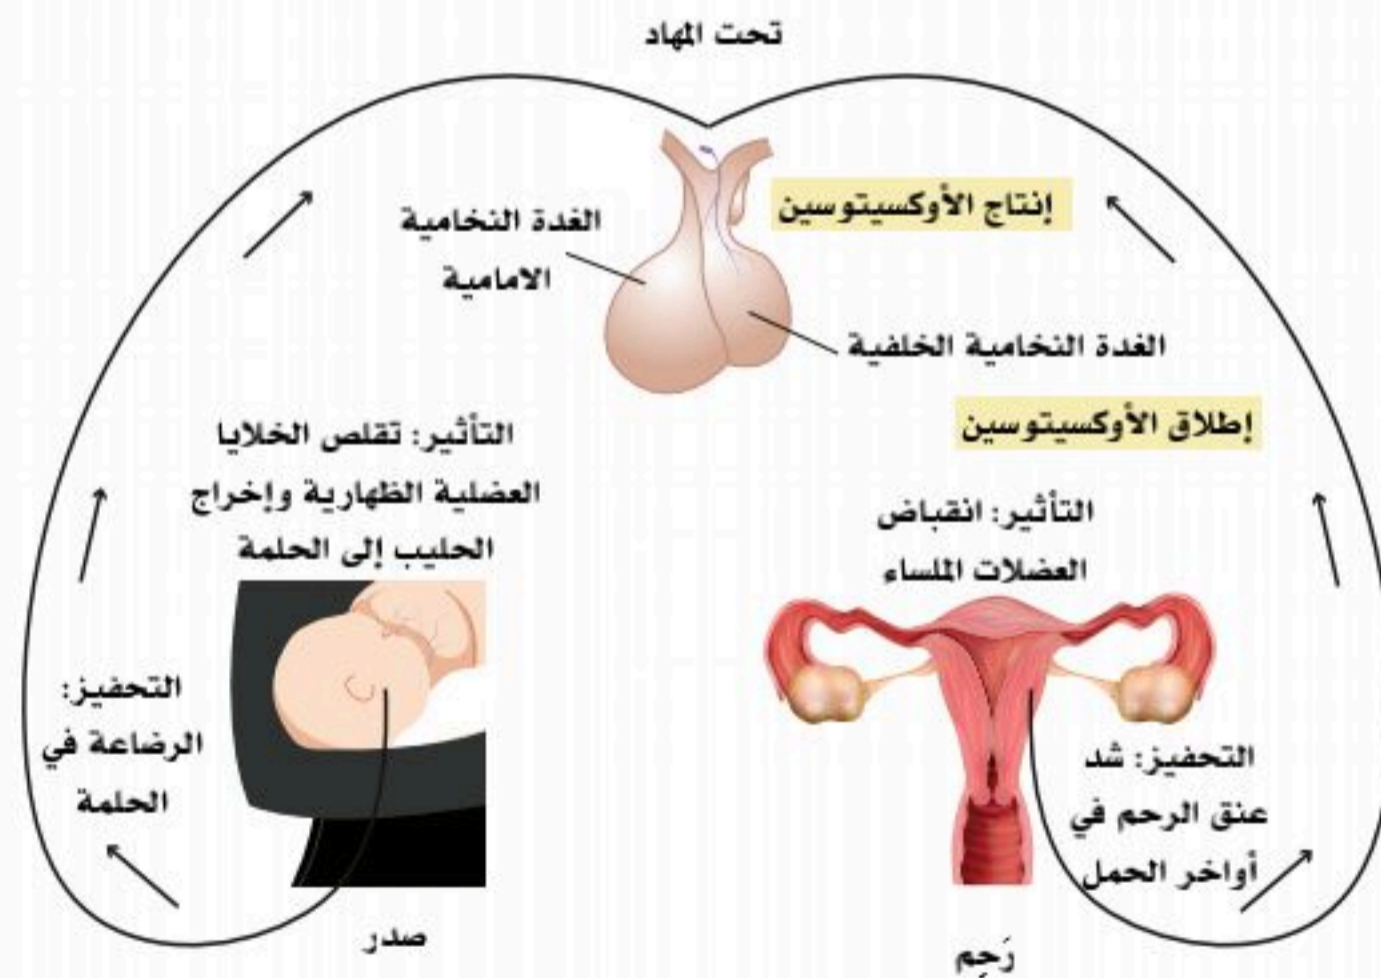 تحت المهاد
إنتاج الأوكسيتوسين
الغدة النخامية
الامامية
الغدة النخامية الخلفية
إطلاق الأوكسيتوسين
التأثير: تقلص الخلايا
العضلية الظهارية وإخراج
الحليب إلى الحلمة
التأثير: انقباض
العضلات الملساء
التحفيز:
الرضاعة في
الحلمة
التحفيز: شد
عنق الرحم في
أواخر الحمل
صدر
رَحِم